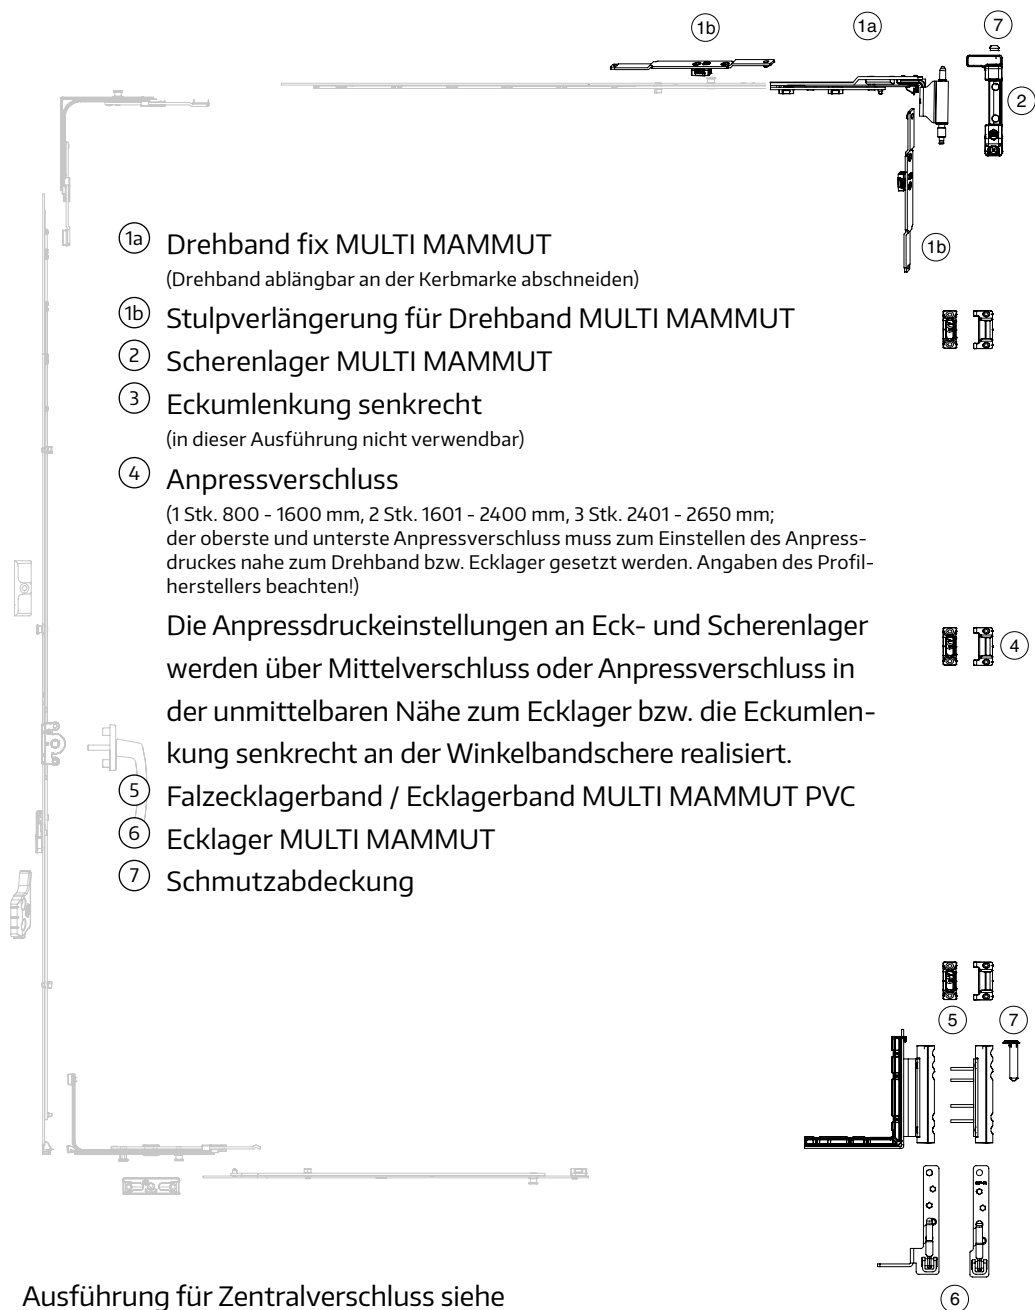 1b
1a
7
2
1b
1a Drehband fix MULTI MAMMUT
(Drehband ablängbar an der Kerbmarke abschneiden)
1b Stulpverlängerung für Drehband MULTI MAMMUT
2 Scherenlager MULTI MAMMUT
3 Eckumlenkung senkrecht
(in dieser Ausführung nicht verwendbar)
4 Anpressverschluss
(1 Stk. 800 - 1600 mm, 2 Stk. 1601 - 2400 mm, 3 Stk. 2401 - 2650 mm;
der oberste und unterste Anpressverschluss muss zum Einstellen des Anpress-
druckes nahe zum Drehband bzw. Ecklager gesetzt werden. Angaben des Profil-
herstellers beachten!)
Die Anpressdruckeinstellungen an Eck- und Scherenlager
werden über Mittelverschluss oder Anpressverschluss in
der unmittelbaren Nähe zum Ecklager bzw. die Eckumlen-
kung senkrecht an der Winkelbandschere realisiert.
4
5 Falzecklagerband / Ecklagerband MULTI MAMMUT PVC
6 Ecklager MULTI MAMMUT
7 Schmutzabdeckung
5
7
6
Ausführung für Zentralverschluss siehe